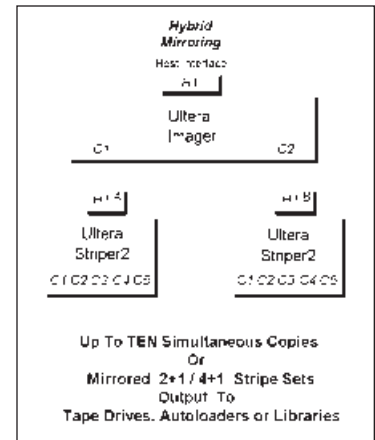 Hybrid
Mirroring
Host Interface
Ultera
Imager
C1 C2
Ultera Ultera
Striper2 Striper2
C1 C2 C3 C4 C5 C1 C2 C3 C4 C5
Up To TEN Simultaneous Copies
Or
Mirrored 2+1 / 4+1 Stripe Sets
Output To
Tape Drives, Autoloaders or Libraries